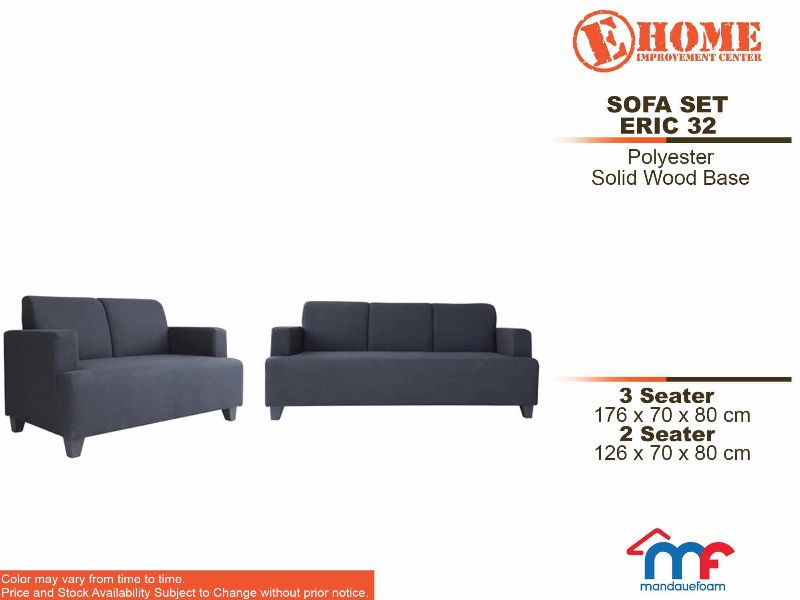 E HOME
IMPROVEMENT CENTER
SOFA SET
ERIC 32
Polyester
Solid Wood Base
3 Seater
176 x 70 x 80 cm
2 Seater
126 x 70 x 80 cm
mf
mandauefoam
Color may vary from time to time.
Price and Stock Availability Subject to Change without prior notice.